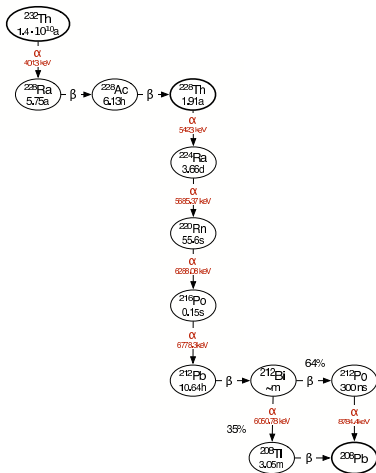 232Th
1.4•10¹⁰a
α
4013 keV
228Ra
5.75a
β
228Ac
6.13h
β
228Th
1.91a
α
5423 keV
224Ra
3.66d
α
5685.37 keV
220Rn
55.6s
α
6288.08 keV
216Po
0.15s
α
6778.3 keV
212Pb
10.64h
β
212Bi
~m
64%
β
212Po
300ns
α
6050.78 keV
35%
α
8784.4 keV
208Tl
3.05m
β
208Pb